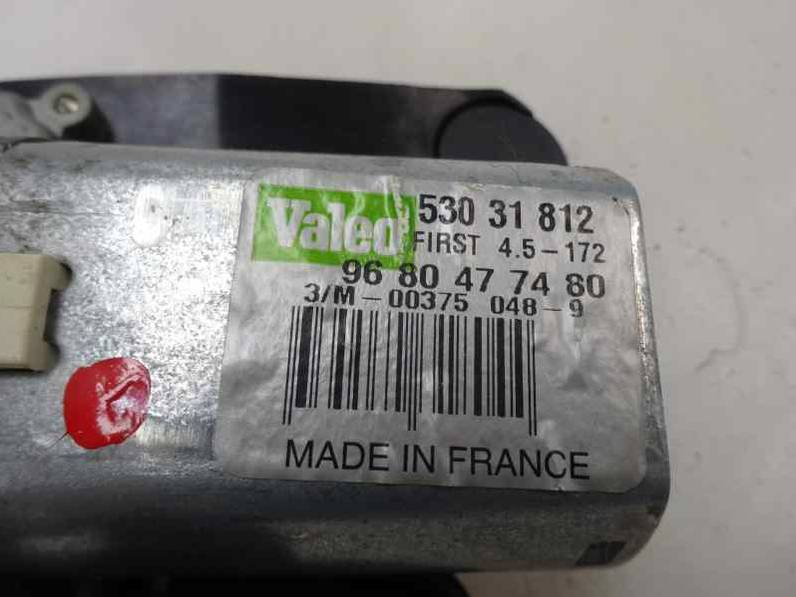 Valeo 530 31 812
FIRST 4.5-172
96 80 47 74 80
3/M-00375 048-9
MADE IN FRANCE